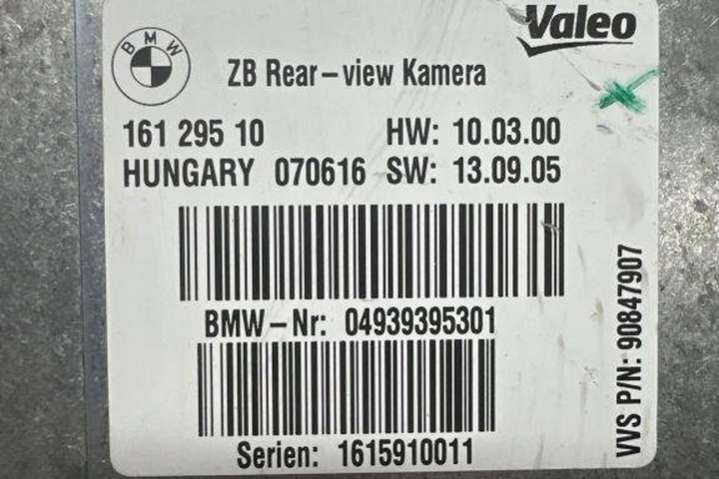 BMW
Valeo
ZB Rear-view Kamera
161 295 10 HW: 10.03.00
HUNGARY 070616 SW: 13.09.05
BMW-Nr: 04939395301
Serien: 1615910011
VVS P/N: 90847907